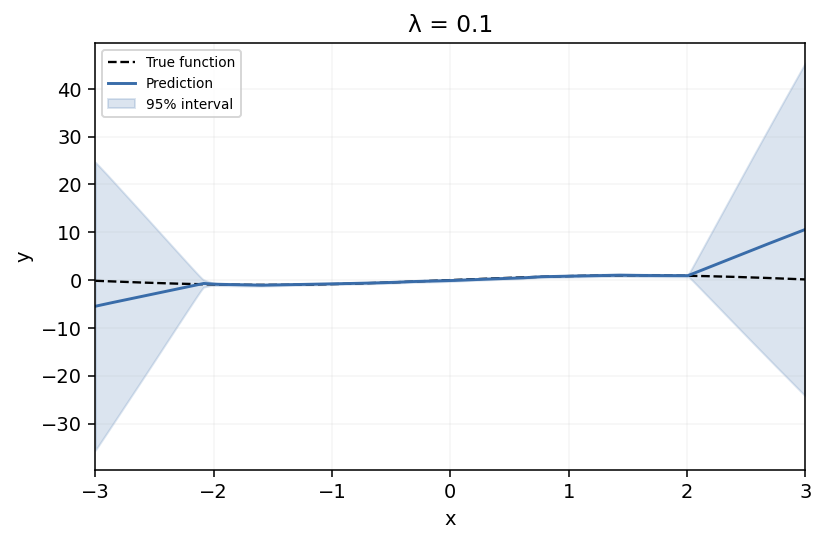 λ = 0.1
True function
Prediction
95% interval
40
30
20
10
0
−10
−20
−30
y
−3
−2
−1
0
1
2
3
x